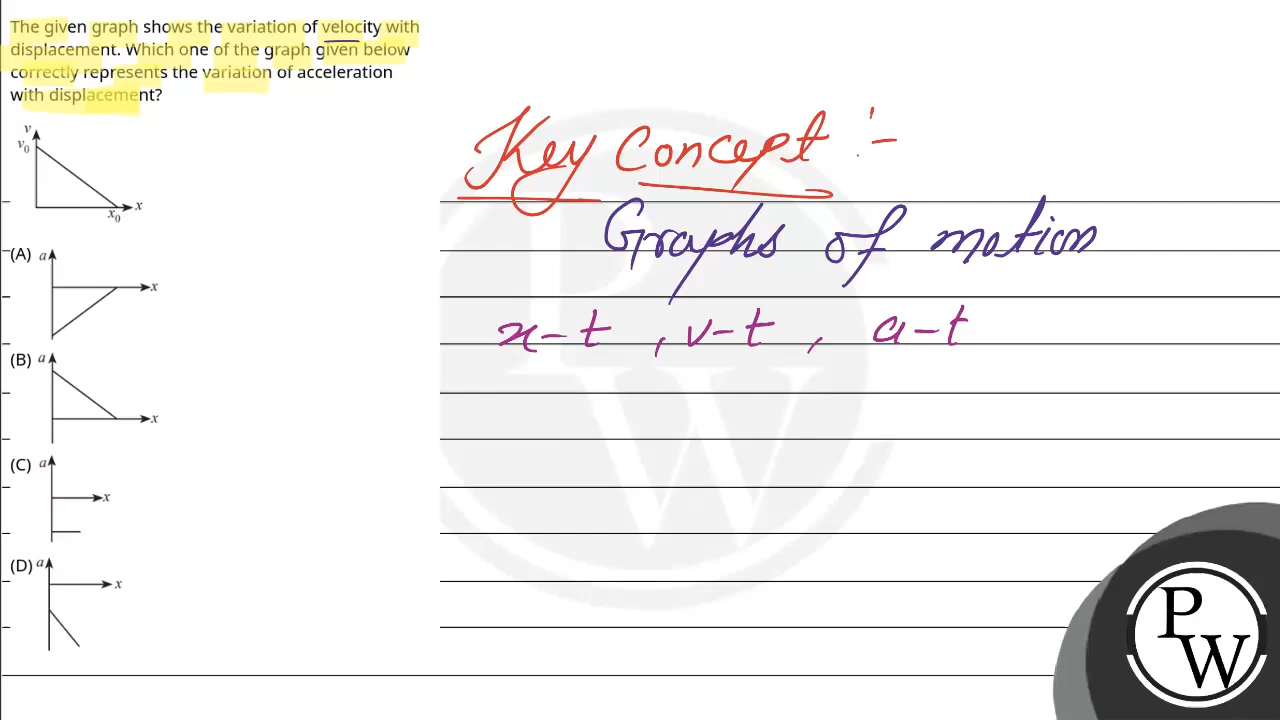 The given graph shows the variation of velocity with
displacement. Which one of the graph given below
correctly represents the variation of acceleration
with displacement?
v
v0
x
x0
(A) a
x
(B) a
x
(C) a
x
(D) a
x
Key Concept :-
Graphs of motion
x-t , v-t , a-t
PW
P
W